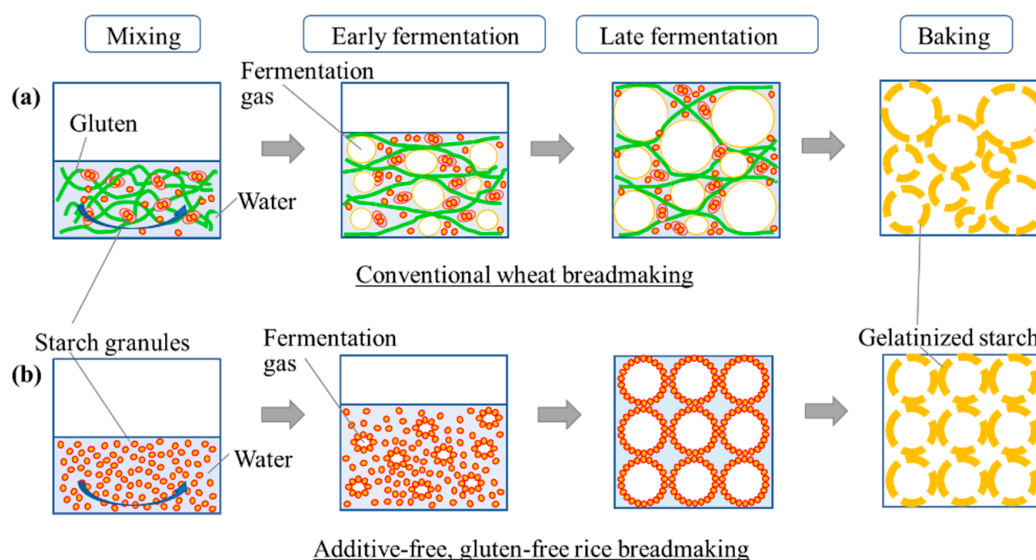 Mixing
Early fermentation
Late fermentation
Baking
(a)
Gluten
Water
Fermentation
gas
Conventional wheat breadmaking
Starch granules
Gelatinized starch
(b)
Water
Fermentation
gas
Additive-free, gluten-free rice breadmaking